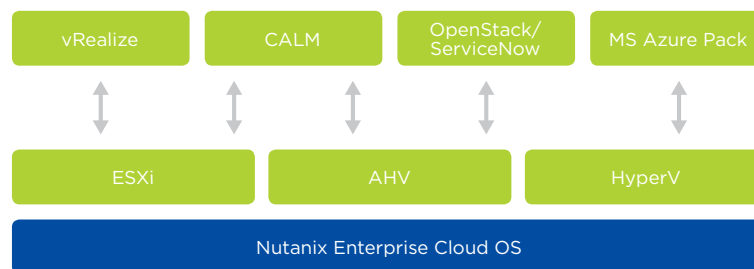 vRealize
CALM
OpenStack/
ServiceNow
MS Azure Pack
ESXi
AHV
HyperV
Nutanix Enterprise Cloud OS